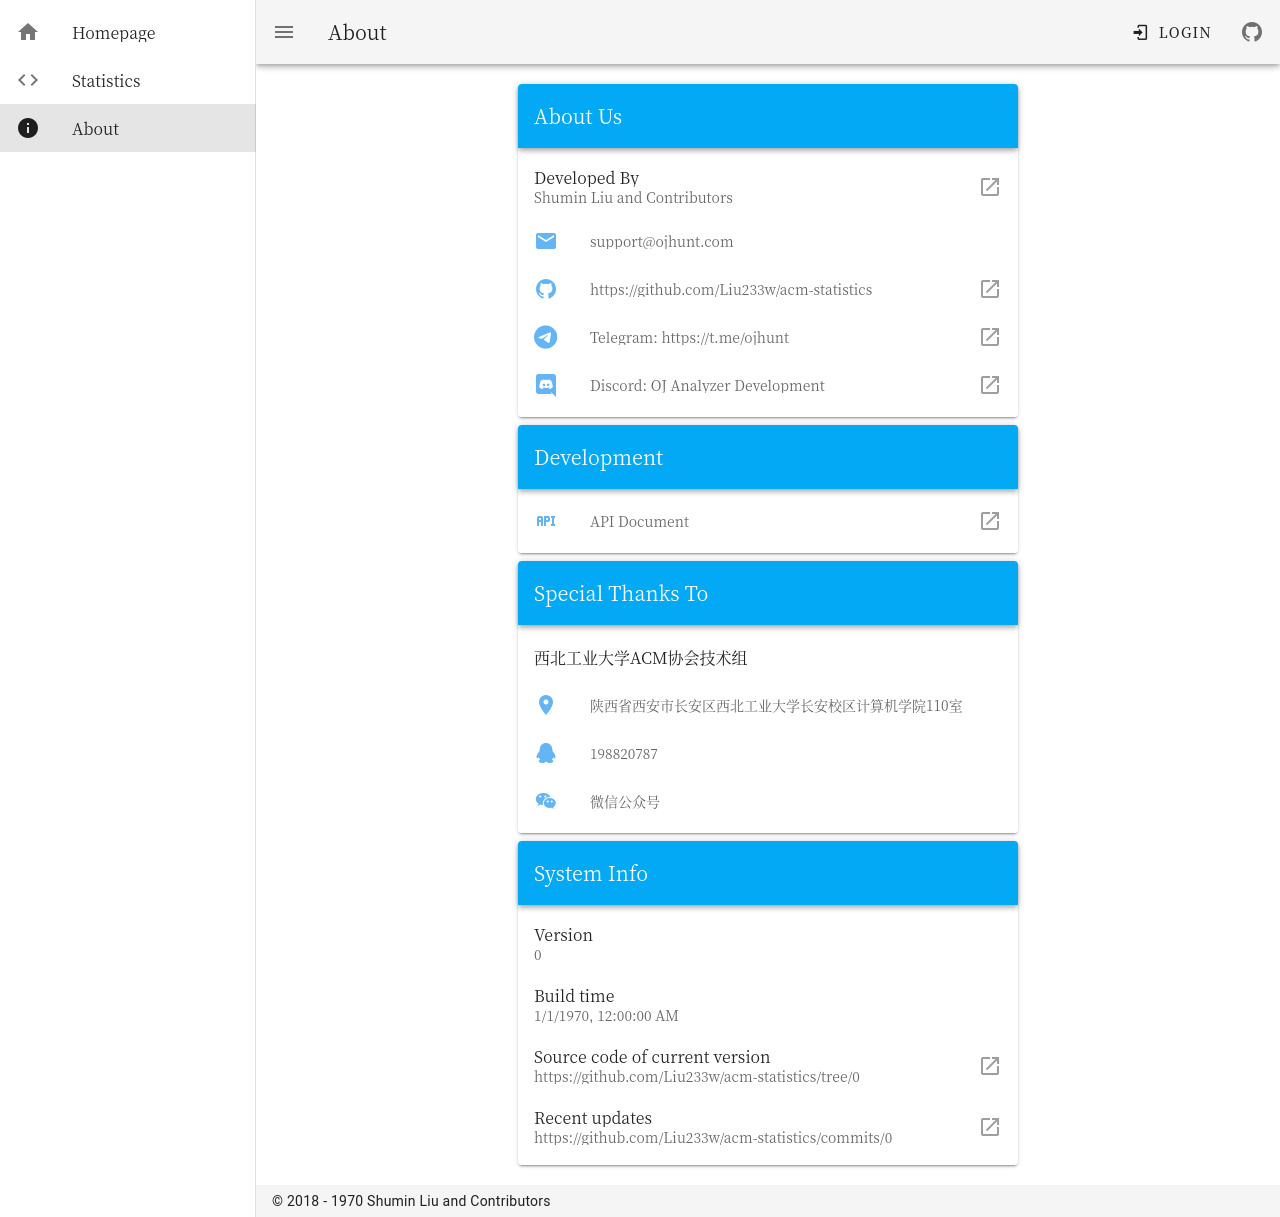 Homepage
Statistics
About
About
LOGIN
About Us
Developed By
Shumin Liu and Contributors
support@ojhunt.com
https://github.com/Liu233w/acm-statistics
Telegram: https://t.me/ojhunt
Discord: OJ Analyzer Development
Development
API
API Document
Special Thanks To
西北工业大学ACM协会技术组
陕西省西安市长安区西北工业大学长安校区计算机学院110室
198820787
微信公众号
System Info
Version
0
Build time
1/1/1970, 12:00:00 AM
Source code of current version
https://github.com/Liu233w/acm-statistics/tree/0
Recent updates
https://github.com/Liu233w/acm-statistics/commits/0
© 2018 - 1970 Shumin Liu and Contributors